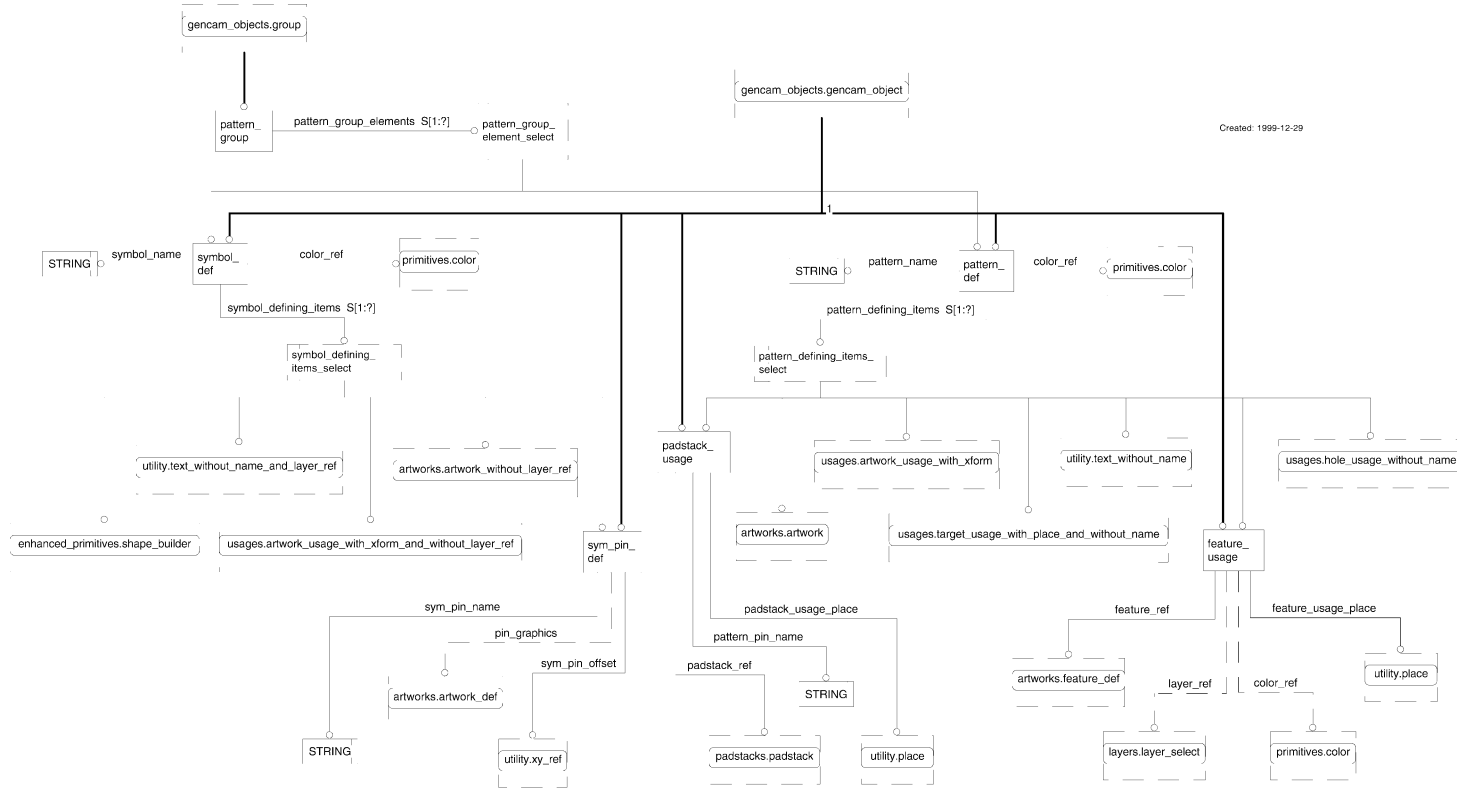 gencam_objects.group
gencam_objects.gencam_object
pattern_
group
pattern_group_elements S[1:?]
pattern_group_
element_select
Created: 1999-12-29
1
STRING
symbol_name
symbol_
def
color_ref
primitives.color
STRING
pattern_name
pattern_
def
color_ref
primitives.color
symbol_defining_items S[1:?]
pattern_defining_items S[1:?]
symbol_defining_
items_select
pattern_defining_items_
select
utility.text_without_name_and_layer_ref
artworks.artwork_without_layer_ref
padstack_
usage
usages.artwork_usage_with_xform
utility.text_without_name
usages.hole_usage_without_name
enhanced_primitives.shape_builder
usages.artwork_usage_with_xform_and_without_layer_ref
sym_pin_
def
artworks.artwork
usages.target_usage_with_place_and_without_name
feature_
usage
sym_pin_name
padstack_usage_place
feature_ref
feature_usage_place
pin_graphics
pattern_pin_name
sym_pin_offset
padstack_ref
artworks.artwork_def
STRING
artworks.feature_def
layer_ref
color_ref
utility.place
STRING
utility.xy_ref
padstacks.padstack
utility.place
layers.layer_select
primitives.color